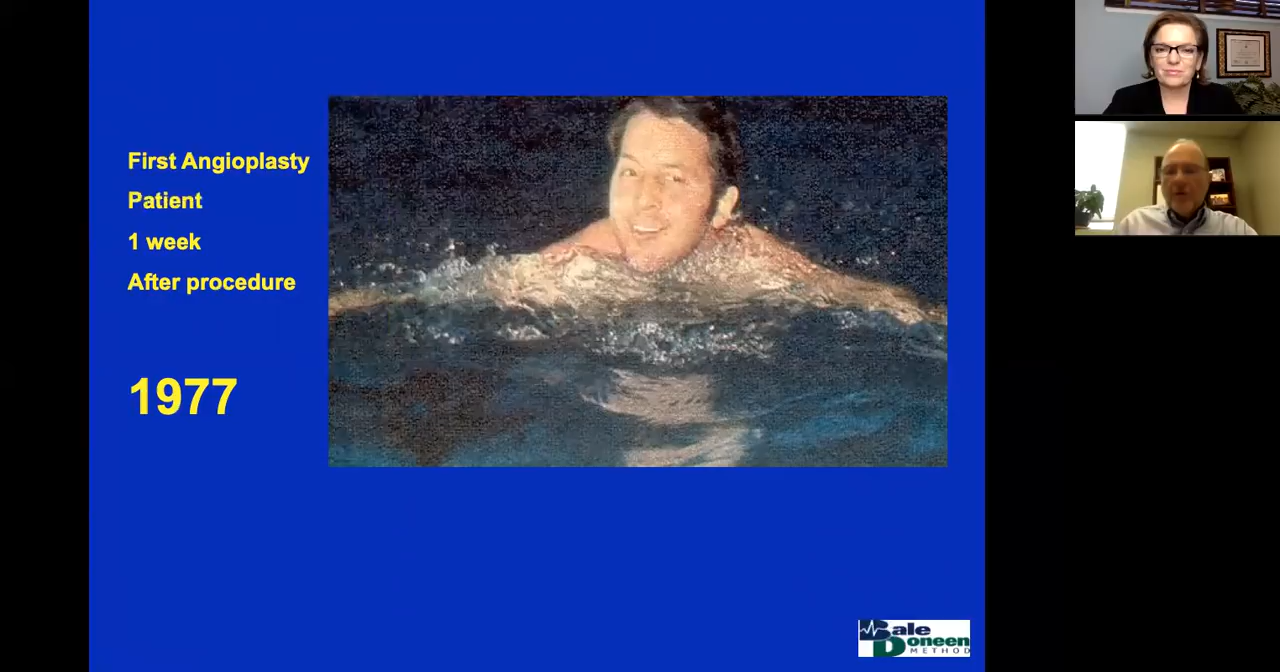 First Angioplasty
Patient
1 week
After procedure
1977
Bale
Doneen
METHOD